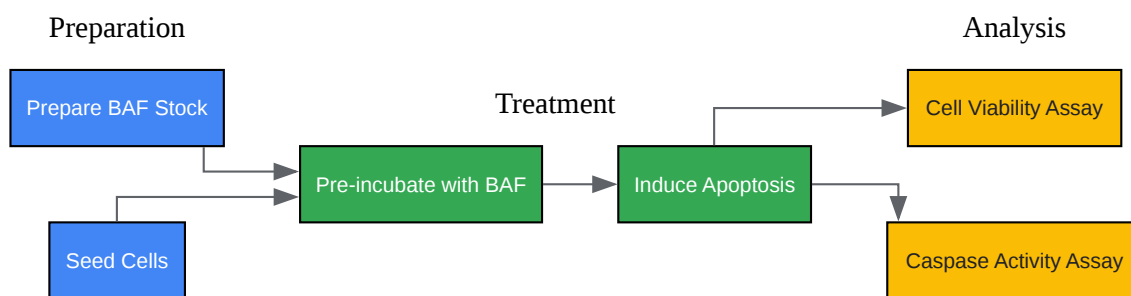 Preparation
Analysis
Prepare BAF Stock
Treatment
Cell Viability Assay
Pre-incubate with BAF
Induce Apoptosis
Seed Cells
Caspase Activity Assay